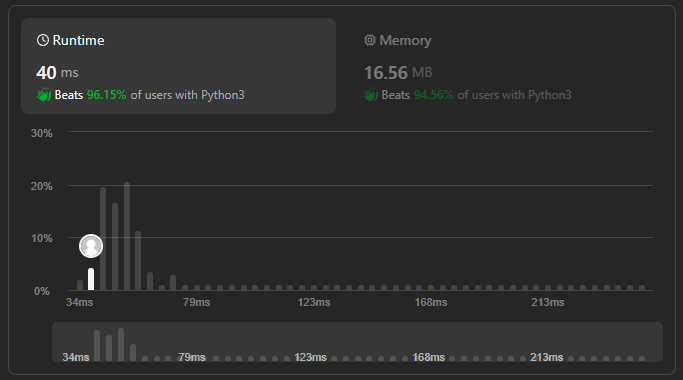 Runtime
Memory
40 ms
16.56 MB
Beats 96.15% of users with Python3
Beats 94.56% of users with Python3
30%
20%
10%
0%
34ms 79ms 123ms 168ms 213ms
34ms 79ms 123ms 168ms 213ms